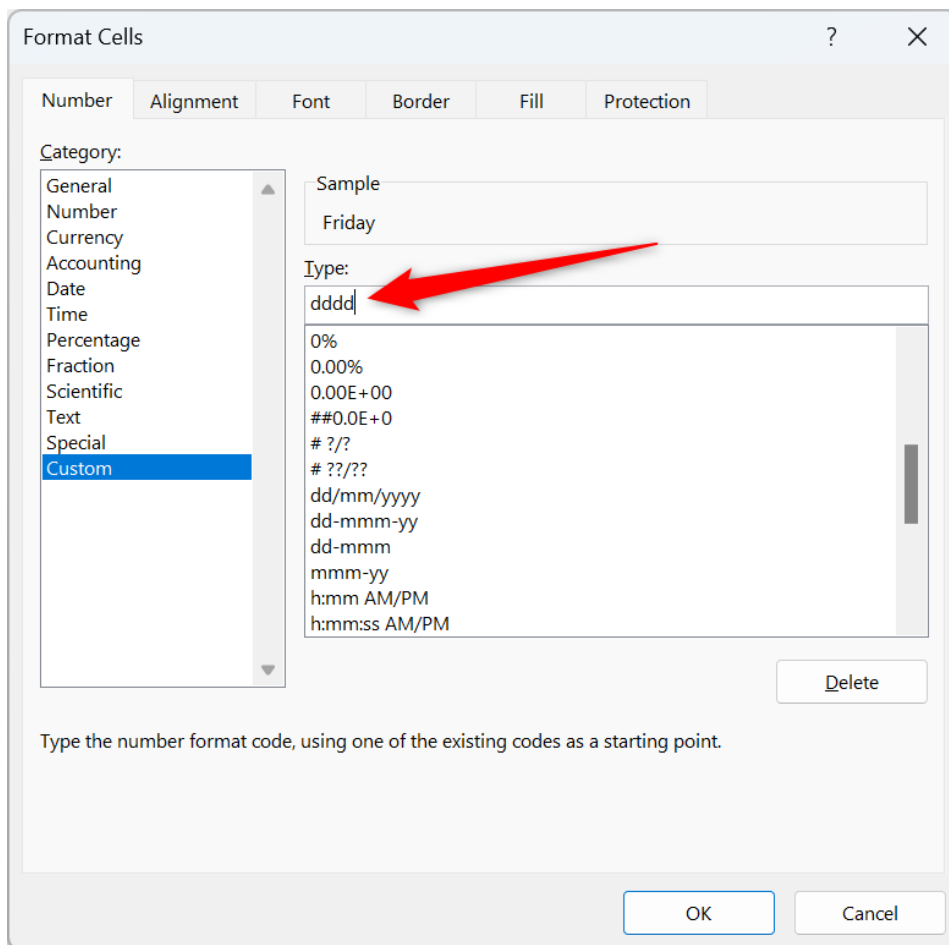 Format Cells
?
Number Alignment Font Border Fill Protection
Category:
General
Number
Currency
Accounting
Date
Time
Percentage
Fraction
Scientific
Text
Special
Custom
Sample
Friday
Type:
dddd
0%
0.00%
0.00E+00
##0.0E+0
# ?/?
# ??/??
dd/mm/yyyy
dd-mmm-yy
dd-mmm
mmm-yy
h:mm AM/PM
h:mm:ss AM/PM
Delete
Type the number format code, using one of the existing codes as a starting point.
OK Cancel